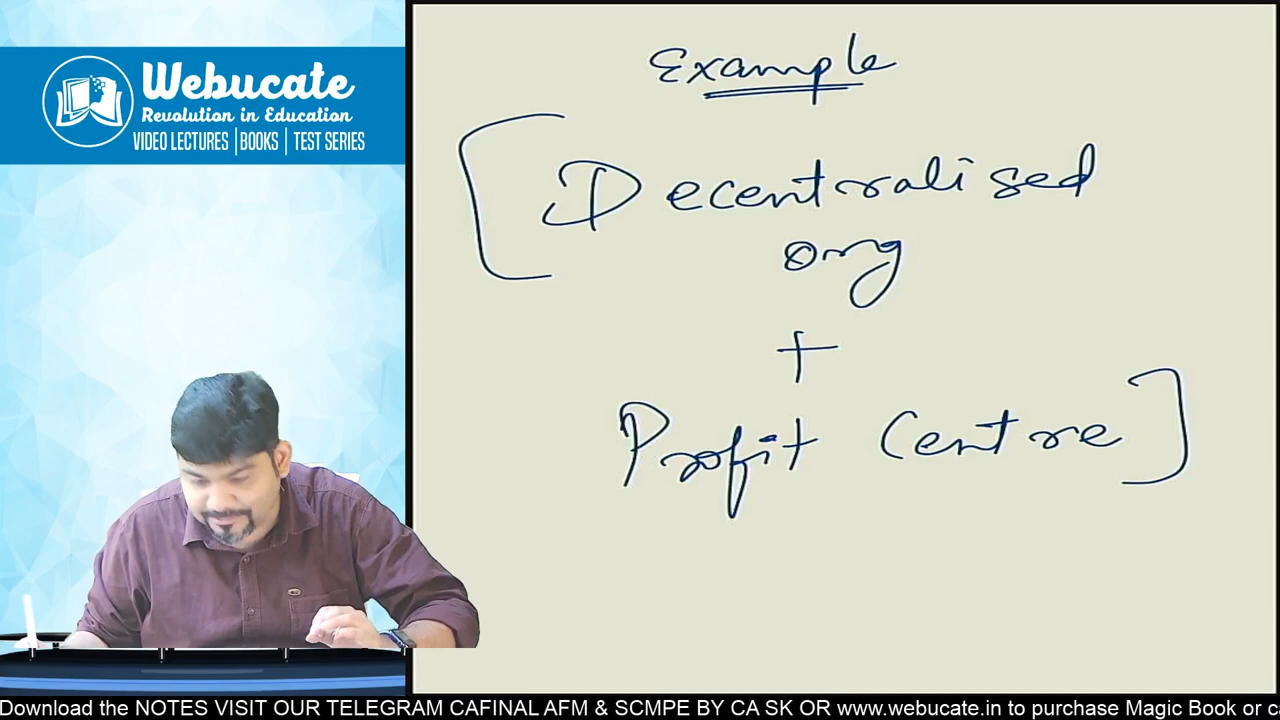 Webucate
Revolution in Education
VIDEO LECTURES | BOOKS | TEST SERIES
Example
Decentralised
org
+
Profit Centre
Download the NOTES VISIT OUR TELEGRAM CAFINAL AFM & SCMPE BY CA SK OR www.webucate.in to purchase Magic Book or c